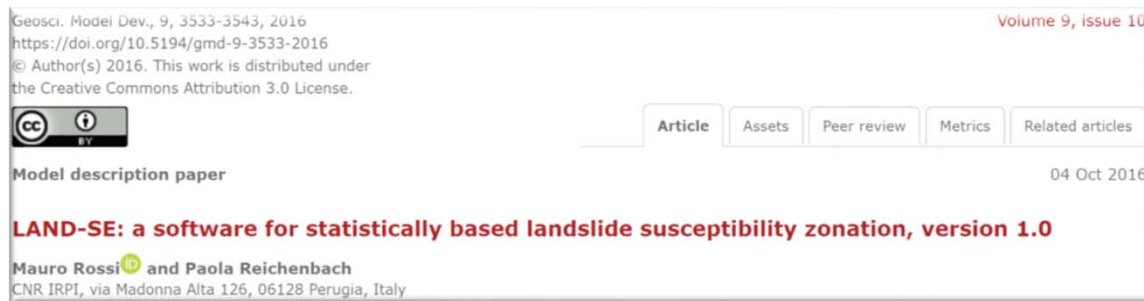 Geosci. Model Dev., 9, 3533-3543, 2016
Volume 9, issue 10
https://doi.org/10.5194/gmd-9-3533-2016
© Author(s) 2016. This work is distributed under
the Creative Commons Attribution 3.0 License.
cc BY
Article Assets Peer review Metrics Related articles
Model description paper
04 Oct 2016
LAND-SE: a software for statistically based landslide susceptibility zonation, version 1.0
Mauro Rossi iD and Paola Reichenbach
CNR IRPI, via Madonna Alta 126, 06128 Perugia, Italy